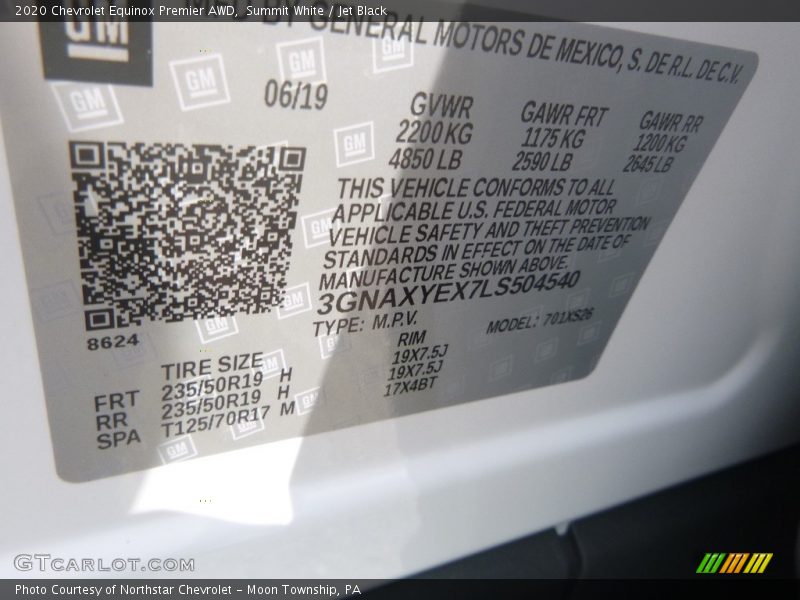 2020 Chevrolet Equinox Premier AWD, Summit White / Jet Black
GM
BY GENERAL MOTORS DE MEXICO, S. DE R.L. DE C.V.
06/19
GVWR GAWR FRT GAWR RR
2200 KG 1175 KG 1200 KG
4850 LB 2590 LB 2645 LB
THIS VEHICLE CONFORMS TO ALL
APPLICABLE U.S. FEDERAL MOTOR
VEHICLE SAFETY AND THEFT PREVENTION
STANDARDS IN EFFECT ON THE DATE OF
MANUFACTURE SHOWN ABOVE.
3GNAXYEX7LS504540
TYPE: M.P.V. MODEL: 701XS26
8624
TIRE SIZE RIM
FRT 235/50R19 H 19X7.5J
RR 235/50R19 H 19X7.5J
SPA T125/70R17 M 17X4BT
GTCARLOT.COM
Photo Courtesy of Northstar Chevrolet - Moon Township, PA